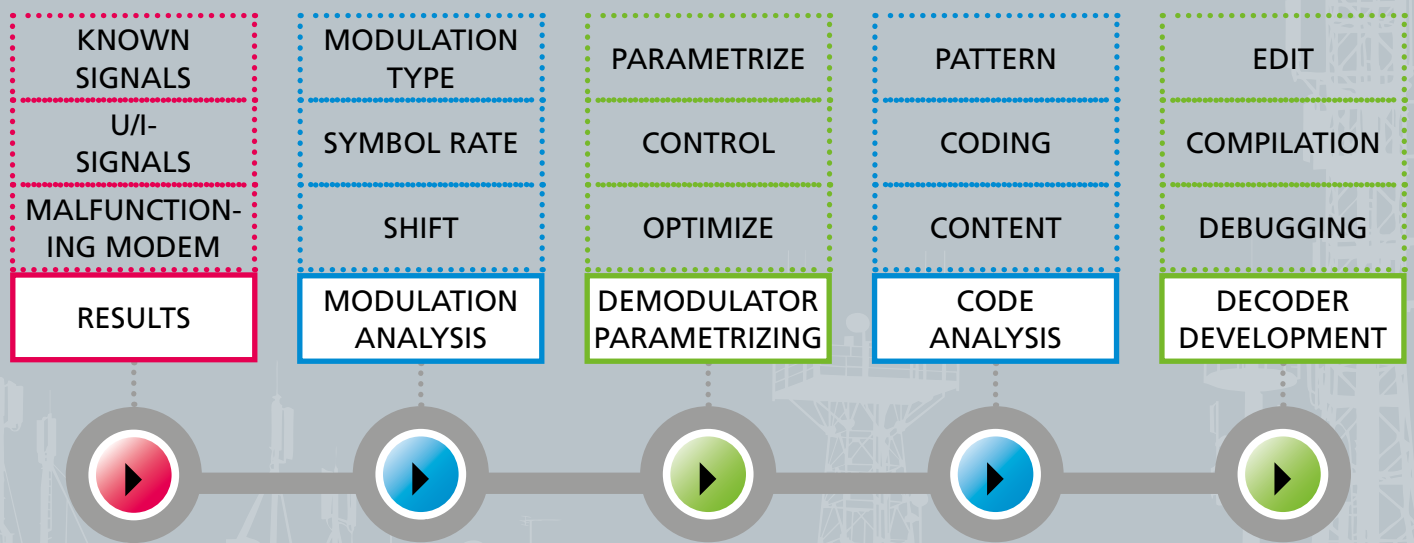 KNOWN
SIGNALS
U/I-
SIGNALS
MALFUNCTION-
ING MODEM
RESULTS
MODULATION
TYPE
SYMBOL RATE
SHIFT
MODULATION
ANALYSIS
PARAMETRIZE
CONTROL
OPTIMIZE
DEMODULATOR
PARAMETRIZING
PATTERN
CODING
CONTENT
CODE
ANALYSIS
EDIT
COMPILATION
DEBUGGING
DECODER
DEVELOPMENT